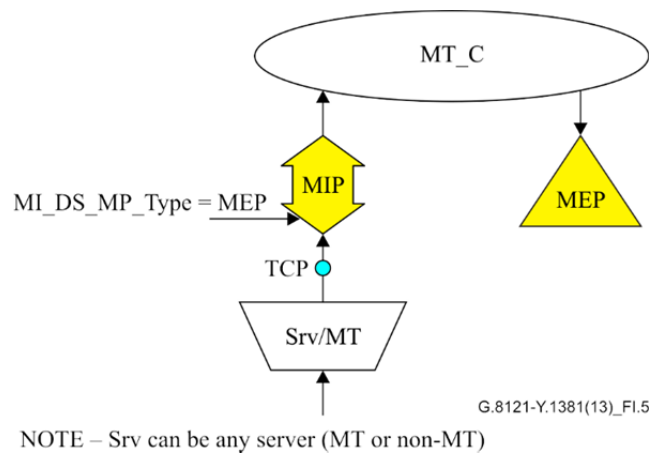 MT_C
MIP
MEP
MI_DS_MP_Type = MEP
TCP
Srv/MT
G.8121-Y.1381(13)_FI.5
NOTE – Srv can be any server (MT or non-MT)